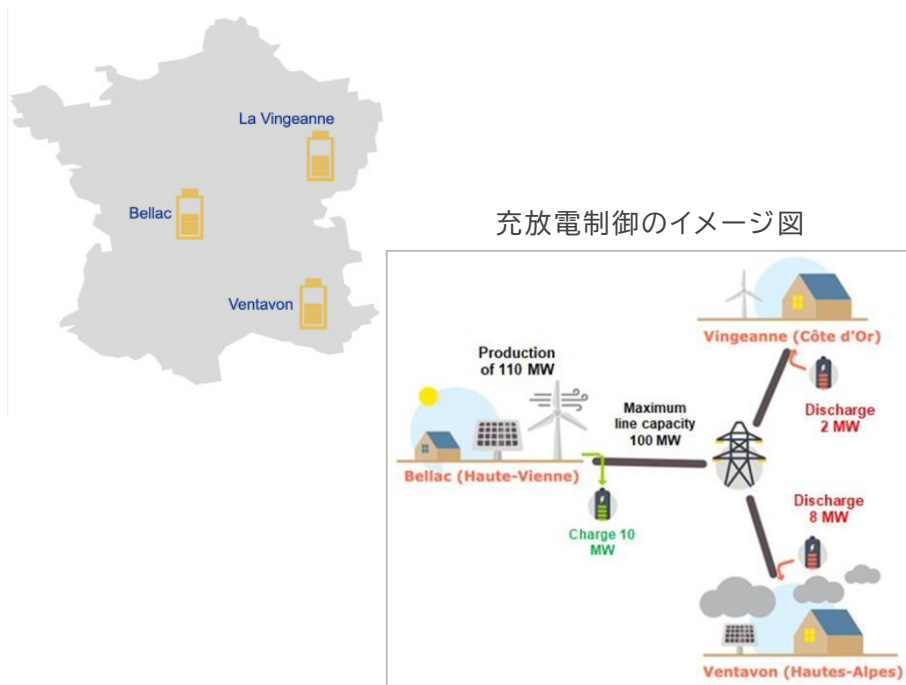 La Vingeanne
Bellac
Ventavon
充放電制御のイメージ図
Vingeanne (Côte d'Or)
Production
of 110 MW
Maximum
line capacity
100 MW
Discharge
2 MW
Bellac (Haute-Vienne)
Charge 10
MW
Discharge
8 MW
Ventavon (Hautes-Alpes)